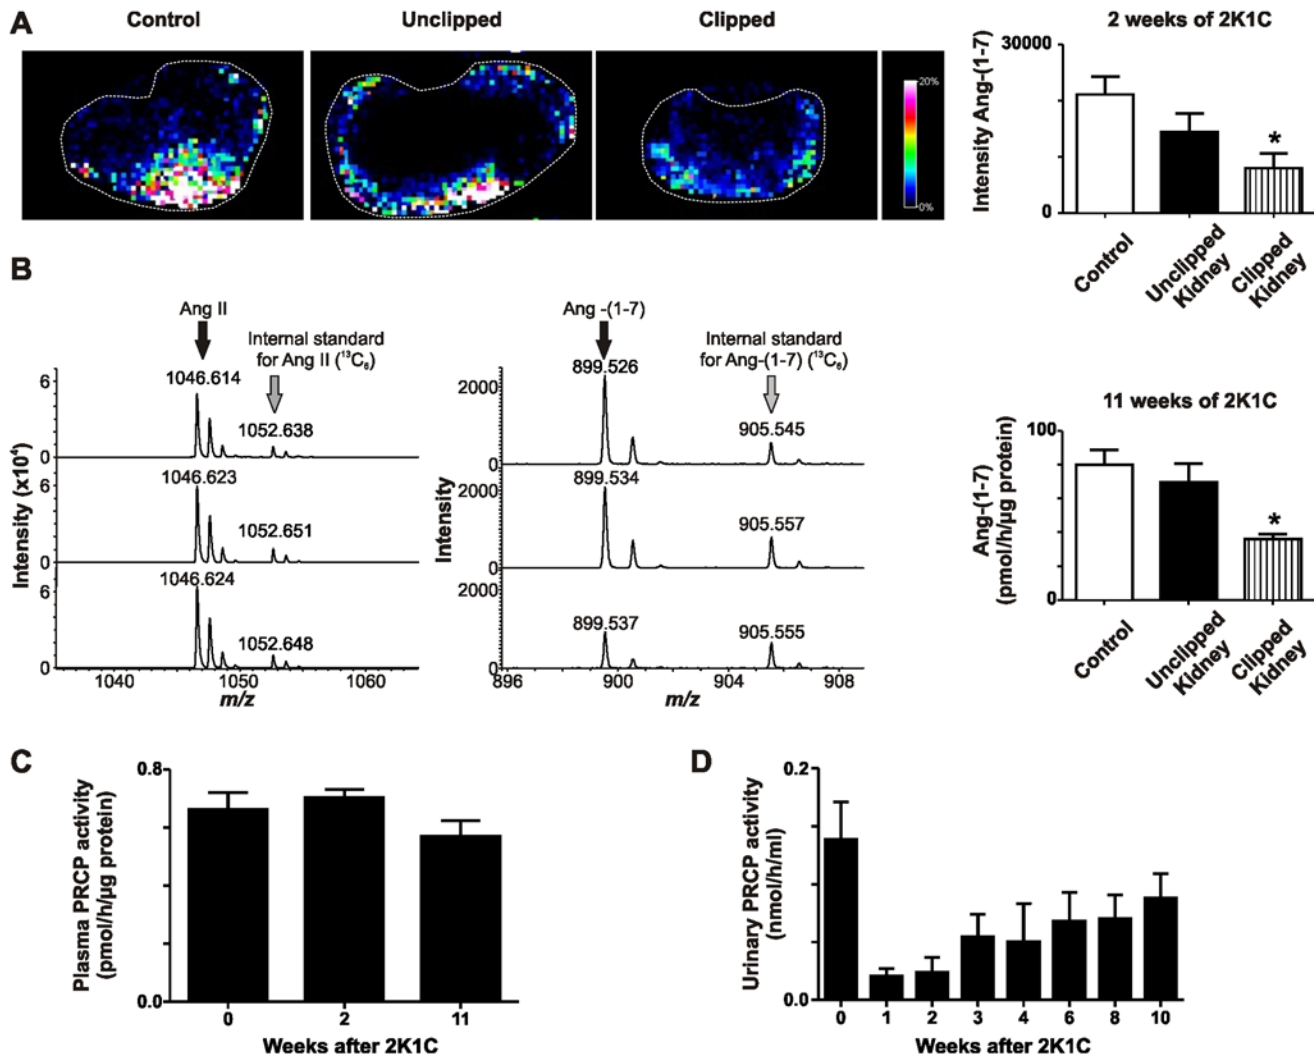 A
Control
Unclipped
Clipped
20%
0%
2 weeks of 2K1C
30000
0
Intensity Ang-(1-7)
*
Control
Unclipped
Kidney
Clipped
Kidney
B
Ang II
Internal standard
for Ang II (¹³C₆)
Ang -(1-7)
Internal standard
for Ang-(1-7) (¹³C₆)
Intensity (x10⁴)
6
0
1046.614
1052.638
6
0
1046.623
1052.651
6
0
1046.624
1052.648
1040
1050
1060
m/z
Intensity
2000
0
899.526
905.545
2000
0
899.534
905.557
2000
0
899.537
905.555
896
900
904
908
m/z
11 weeks of 2K1C
100
0
Ang-(1-7)
(pmol/h/µg protein)
*
Control
Unclipped
Kidney
Clipped
Kidney
C
Plasma PRCP activity
(pmol/h/µg protein)
0.8
0.0
0
2
11
Weeks after 2K1C
D
Urinary PRCP activity
(nmol/h/ml)
0.2
0.0
0
1
2
3
4
6
8
10
Weeks after 2K1C